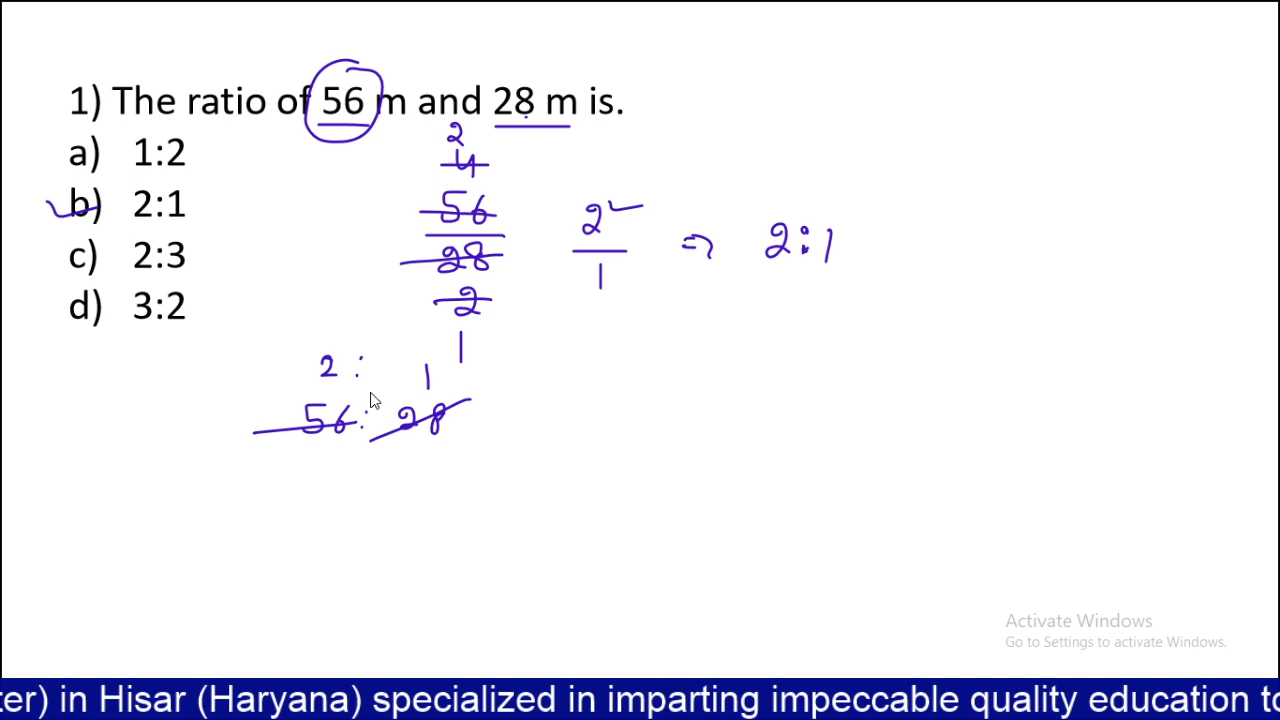 1) The ratio of 56 m and 28 m is.
a) 1:2
b) 2:1
c) 2:3
d) 3:2
2
4
56
28
2
1
2
1
⇒ 2:1
2 : 1
56 : 28
Activate Windows
Go to Settings to activate Windows.
ter) in Hisar (Haryana) specialized in imparting impeccable quality education to